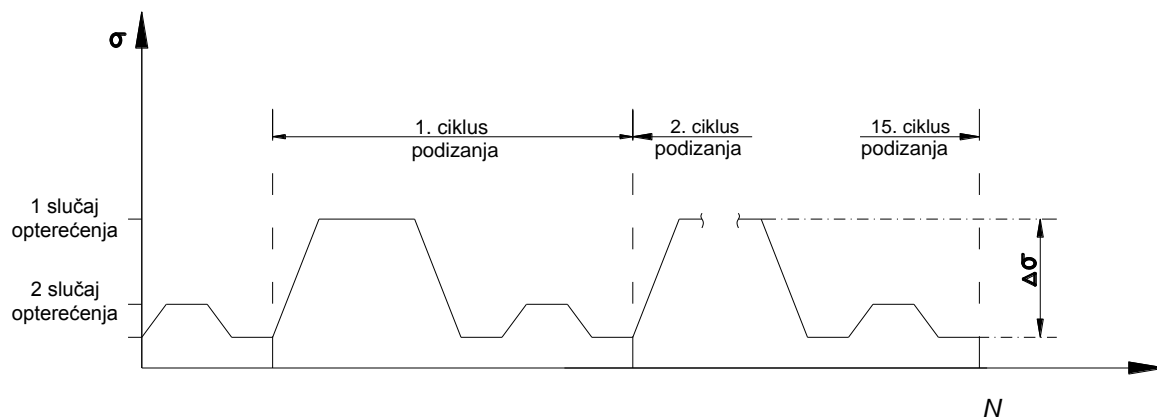 σ
1. ciklus
podizanja
2. ciklus
podizanja
15. ciklus
podizanja
1 slučaj
opterećenja
2 slučaj
opterećenja
Δσ
N